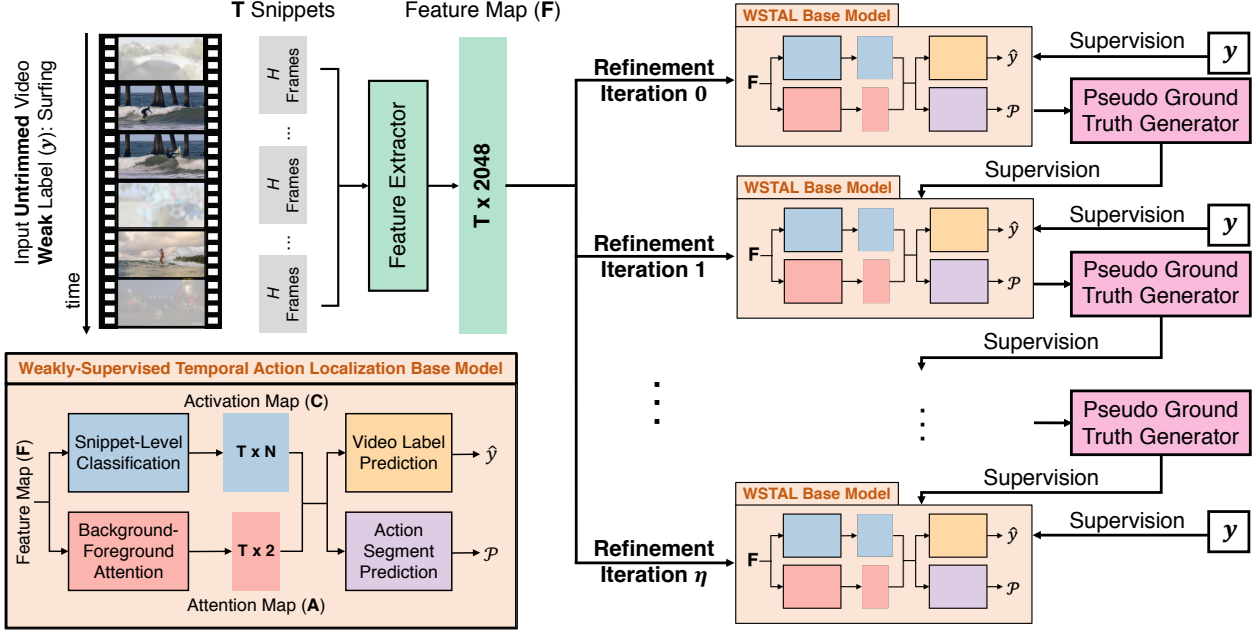 T Snippets
Feature Map (F)
Input Untrimmed Video
Weak Label (y): Surfing
time
H
Frames
...
H
Frames
...
H
Frames
Feature Extractor
T x 2048
Refinement
Iteration 0
WSTAL Base Model
F
ŷ
𝒫
Supervision
y
Pseudo Ground
Truth Generator
Supervision
Refinement
Iteration 1
WSTAL Base Model
F
ŷ
𝒫
Supervision
y
Pseudo Ground
Truth Generator
Supervision
⋮
⋮
Pseudo Ground
Truth Generator
Supervision
Refinement
Iteration η
WSTAL Base Model
F
ŷ
𝒫
Supervision
y
Weakly-Supervised Temporal Action Localization Base Model
Feature Map (F)
Activation Map (C)
Snippet-Level
Classification
T x N
Video Label
Prediction
ŷ
Background-
Foreground
Attention
T x 2
Action
Segment
Prediction
𝒫
Attention Map (A)